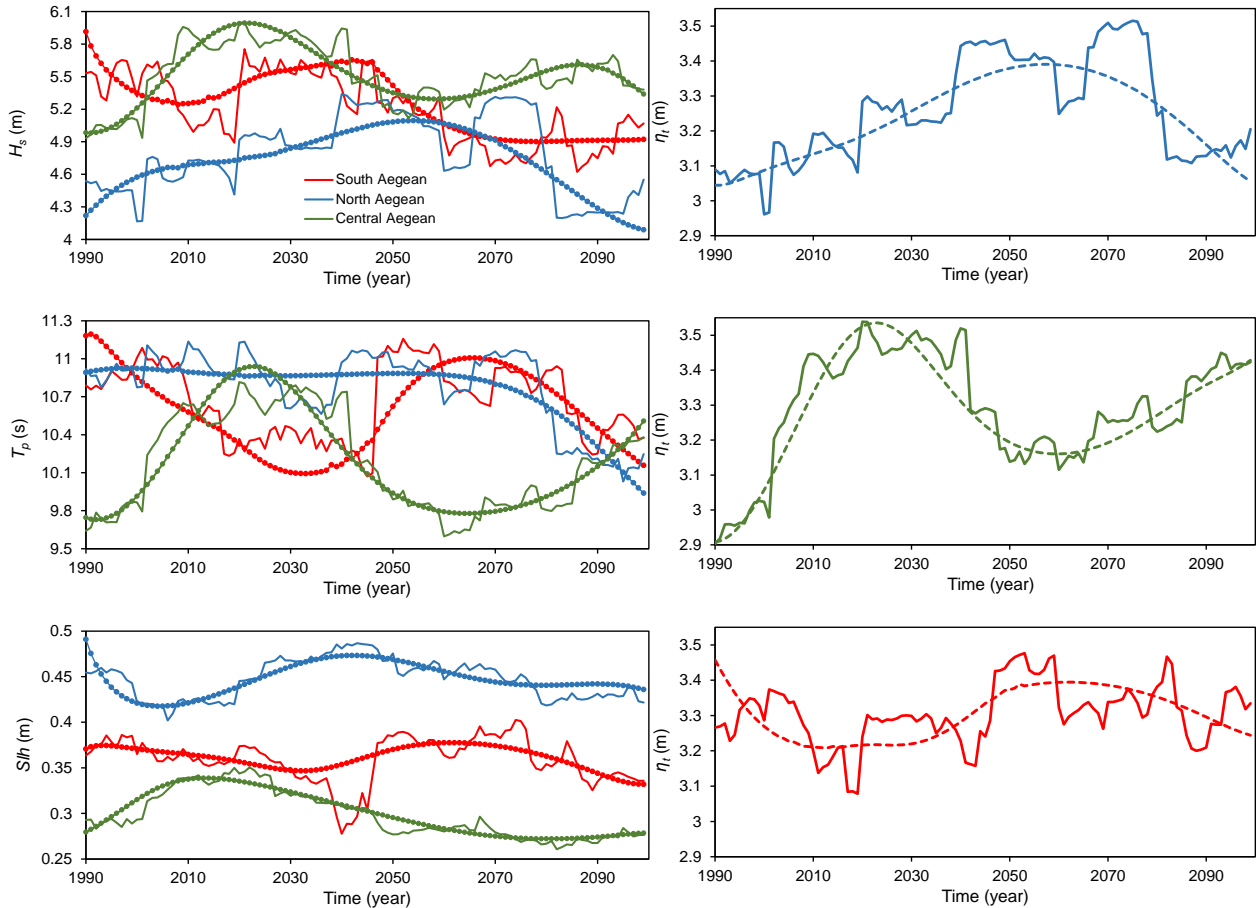 6.1
5.8
5.5
5.2
4.9
4.6
4.3
4
Hs (m)
South Aegean
North Aegean
Central Aegean
1990 2010 2030 2050 2070 2090
Time (year)
3.5
3.4
3.3
3.2
3.1
3
2.9
ηt (m)
1990 2010 2030 2050 2070 2090
Time (year)
11.3
11
10.7
10.4
10.1
9.8
9.5
Tp (s)
1990 2010 2030 2050 2070 2090
Time (year)
3.5
3.4
3.3
3.2
3.1
3
2.9
ηt (m)
1990 2010 2030 2050 2070 2090
Time (year)
0.5
0.45
0.4
0.35
0.3
0.25
Slh (m)
1990 2010 2030 2050 2070 2090
Time (year)
3.5
3.4
3.3
3.2
3.1
3
2.9
ηt (m)
1990 2010 2030 2050 2070 2090
Time (year)